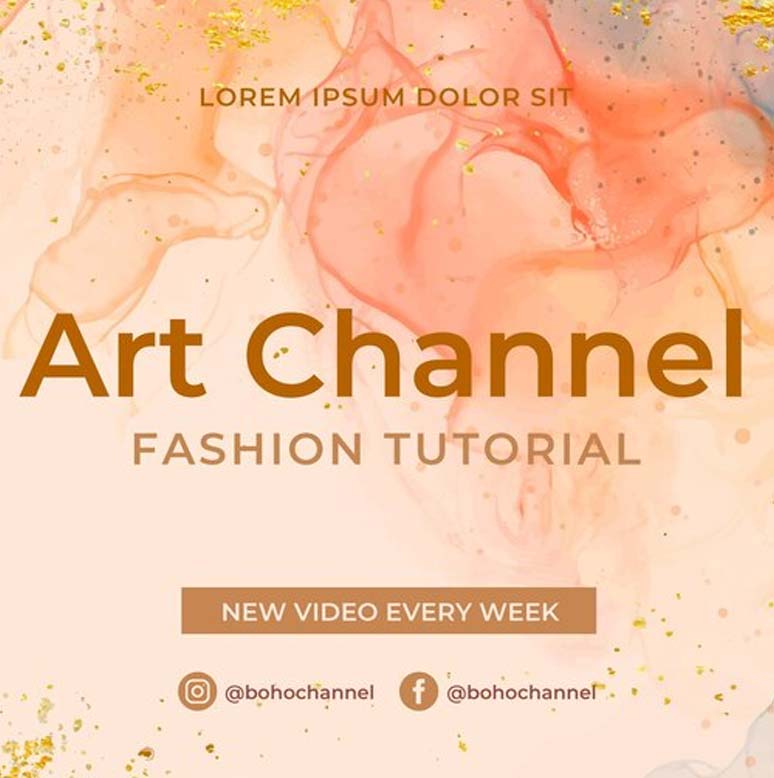 LOREM IPSUM DOLOR SIT
Art Channel
FASHION TUTORIAL
NEW VIDEO EVERY WEEK
@bohochannel @bohochannel